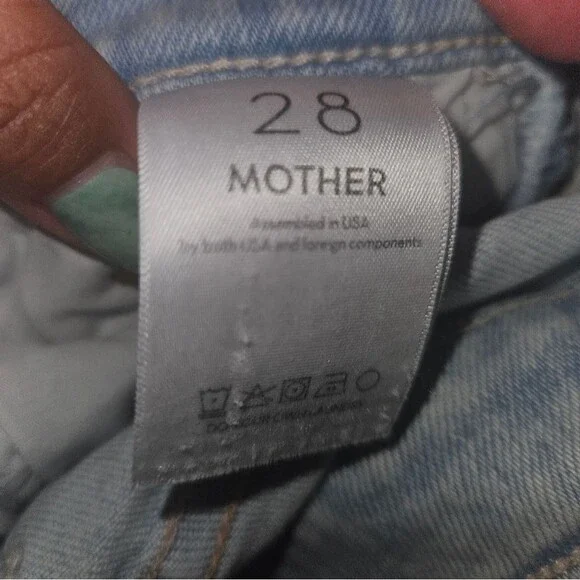 28
MOTHER
Assembled in USA
by both USA and foreign components